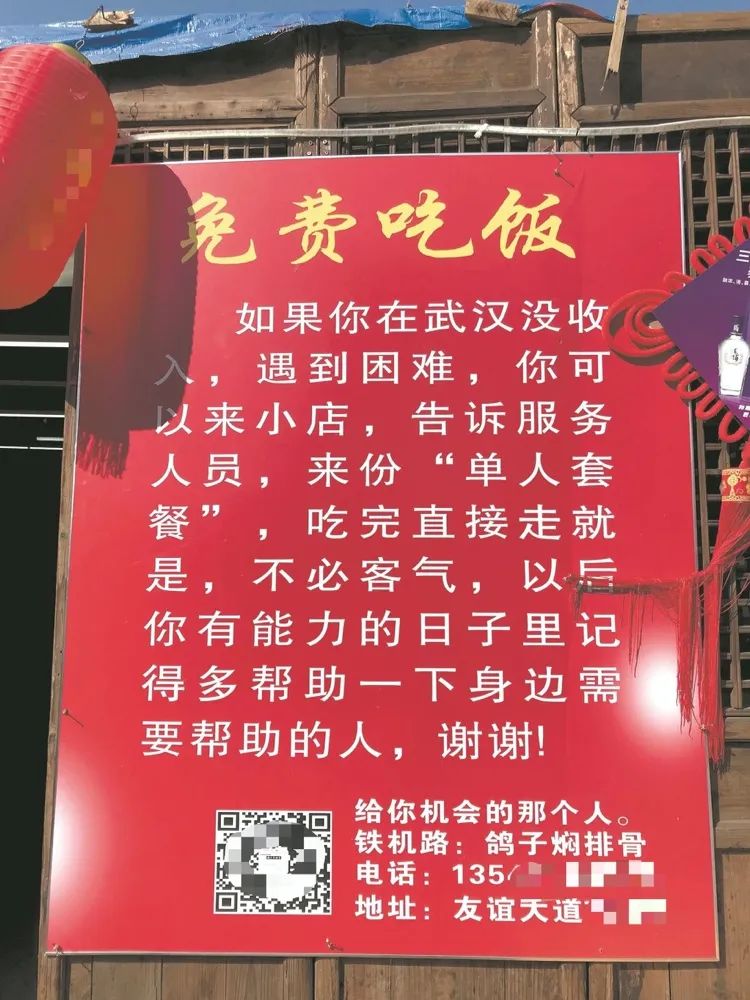 免费吃饭
如果你在武汉没收
入，遇到困难，你可
以来小店，告诉服务
人员，来份“单人套
餐”，吃完直接走就
是，不必客气，以后
你有能力的日子里记
得多帮助一下身边需
要帮助的人，谢谢!
给你机会的那个人。
铁机路：鸽子焖排骨
电话：135
地址：友谊大道
三